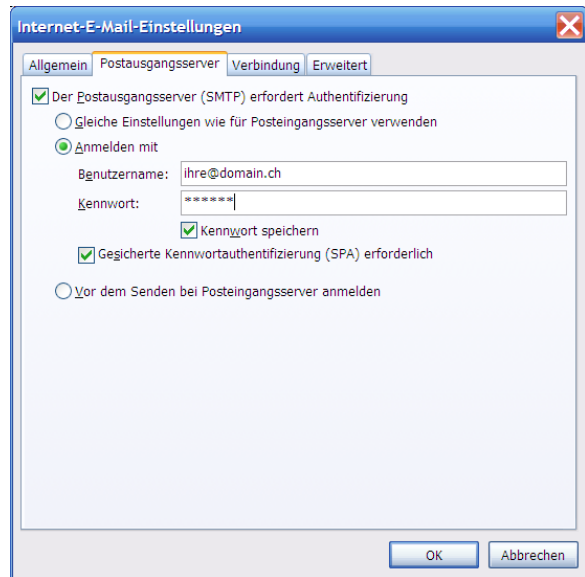 Internet-E-Mail-Einstellungen
Allgemein Postausgangsserver Verbindung Erweitert
Der Postausgangsserver (SMTP) erfordert Authentifizierung
Gleiche Einstellungen wie für Posteingangsserver verwenden
Anmelden mit
Benutzername: ihre@domain.ch
Kennwort: ******
Kennwort speichern
Gesicherte Kennwortauthentifizierung (SPA) erforderlich
Vor dem Senden bei Posteingangsserver anmelden
OK Abbrechen